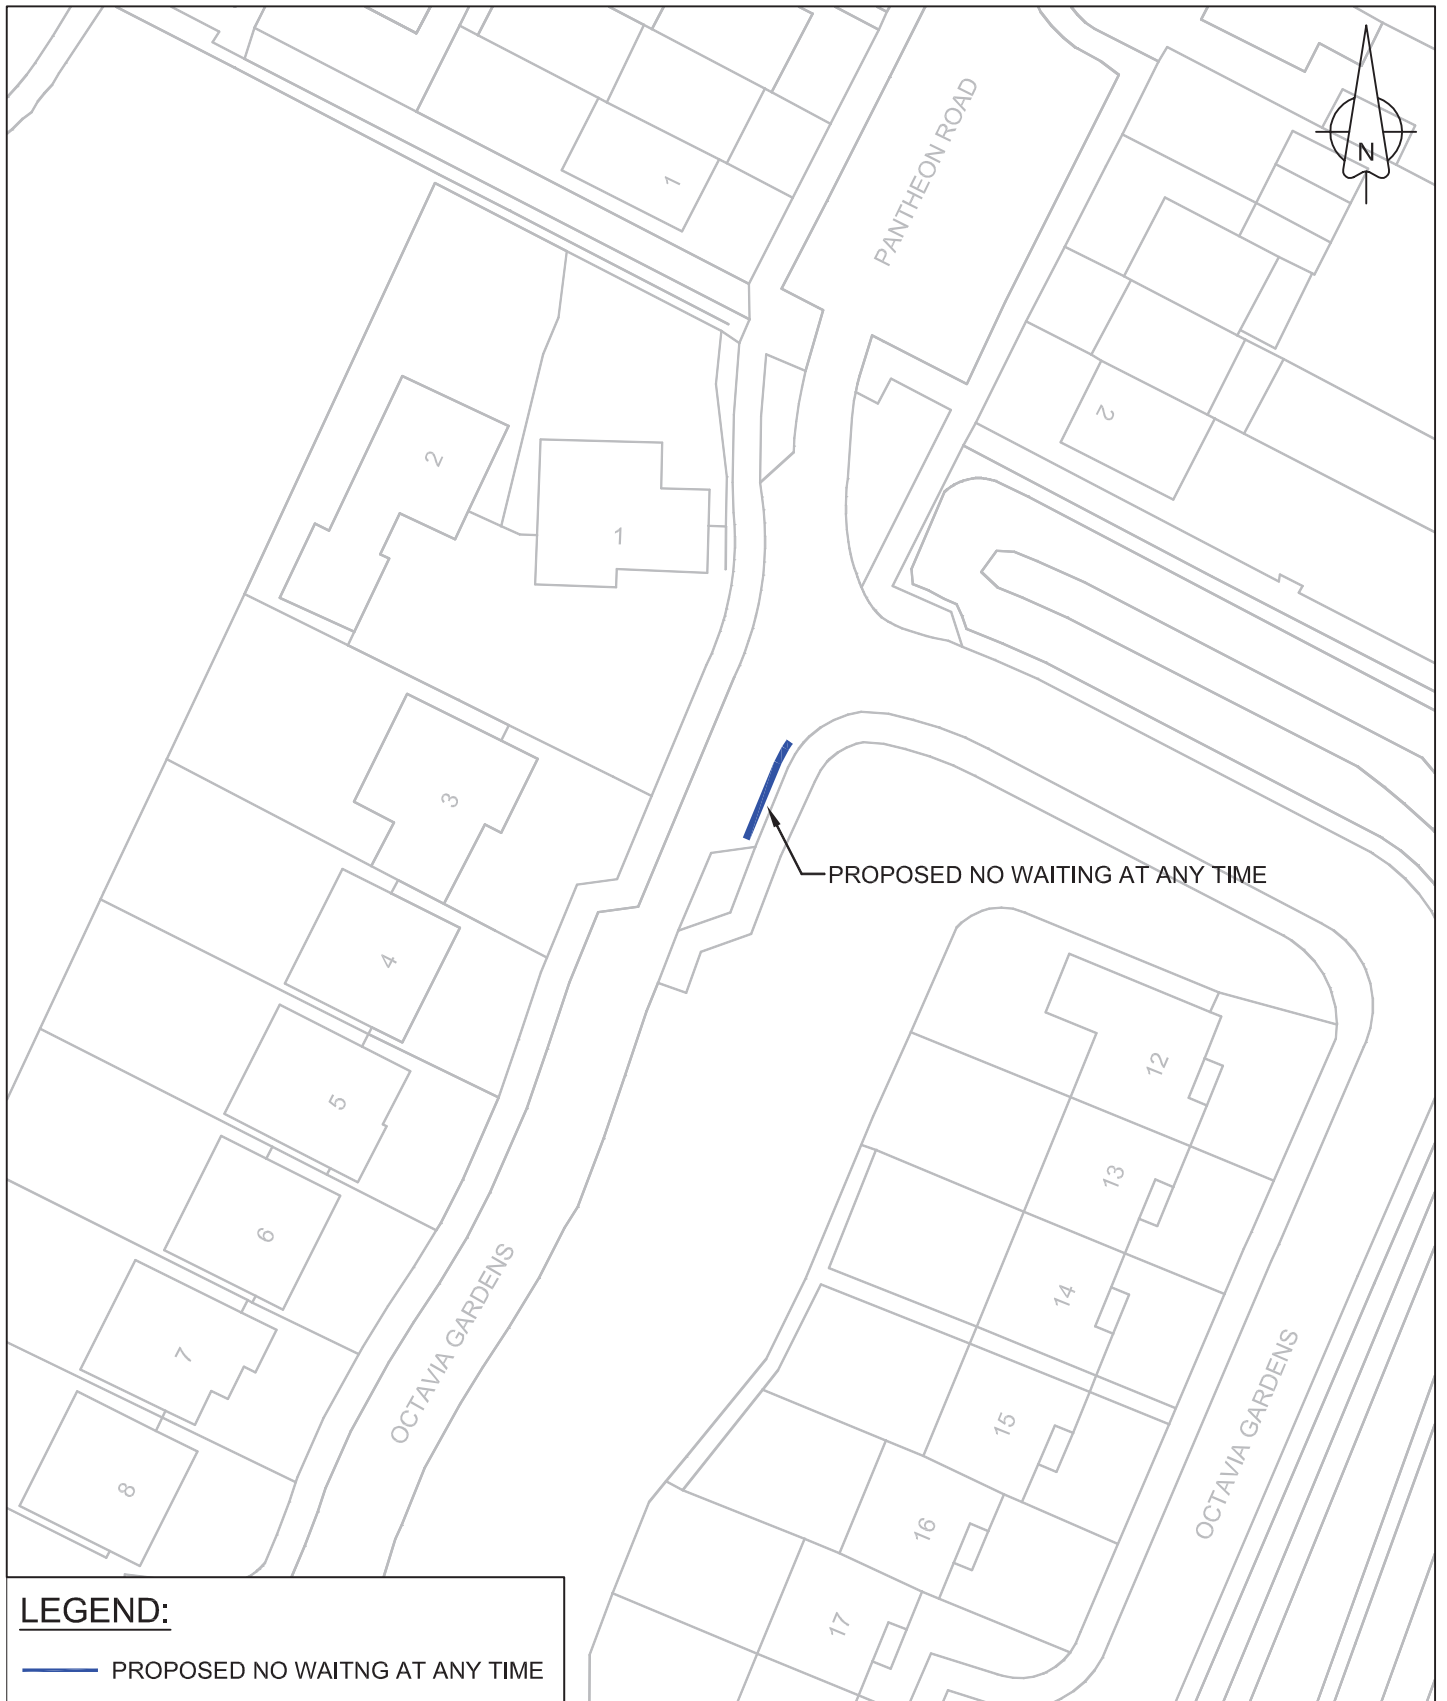 PANTHEON ROAD
N
1
2
2
1
3
PROPOSED NO WAITING AT ANY TIME
4
12
5
13
6
14
OCTAVIA GARDENS
7
15
OCTAVIA GARDENS
8
16
17
LEGEND:
PROPOSED NO WAITNG AT ANY TIME